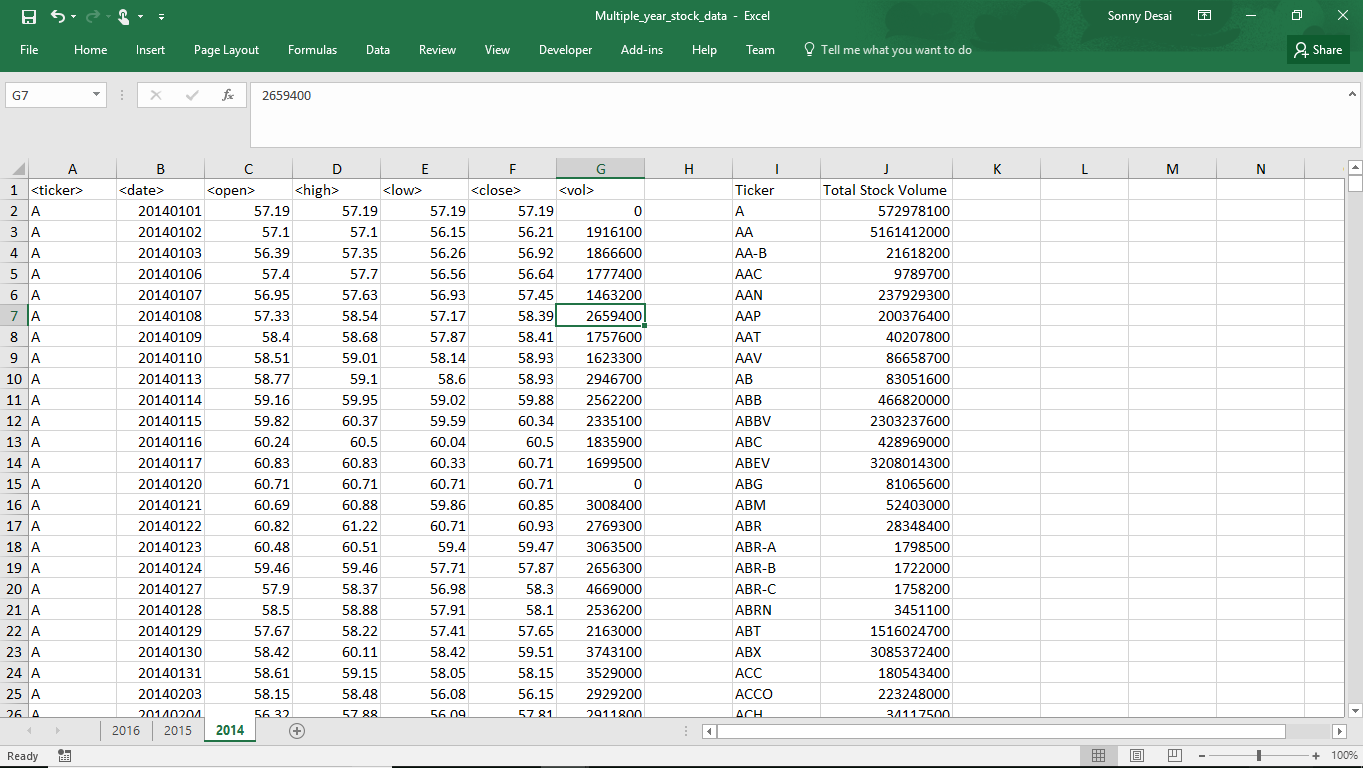 Multiple_year_stock_data - Excel Sonny Desai
File Home Insert Page Layout Formulas Data Review View Developer Add-ins Help Team Tell me what you want to do Share
G7 fx 2659400
A B C D E F G H I J K L M N
1 <ticker> <date> <open> <high> <low> <close> <vol> Ticker Total Stock Volume
2 A 20140101 57.19 57.19 57.19 57.19 0 A 572978100
3 A 20140102 57.1 57.1 56.15 56.21 1916100 AA 5161412000
4 A 20140103 56.39 57.35 56.26 56.92 1866600 AA-B 21618200
5 A 20140106 57.4 57.7 56.56 56.64 1777400 AAC 9789700
6 A 20140107 56.95 57.63 56.93 57.45 1463200 AAN 237929300
7 A 20140108 57.33 58.54 57.17 58.39 2659400 AAP 200376400
8 A 20140109 58.4 58.68 57.87 58.41 1757600 AAT 40207800
9 A 20140110 58.51 59.01 58.14 58.93 1623300 AAV 86658700
10 A 20140113 58.77 59.1 58.6 58.93 2946700 AB 83051600
11 A 20140114 59.16 59.95 59.02 59.88 2562200 ABB 466820000
12 A 20140115 59.82 60.37 59.59 60.34 2335100 ABBV 2303237600
13 A 20140116 60.24 60.5 60.04 60.5 1835900 ABC 428969000
14 A 20140117 60.83 60.83 60.33 60.71 1699500 ABEV 3208014300
15 A 20140120 60.71 60.71 60.71 60.71 0 ABG 81065600
16 A 20140121 60.69 60.88 59.86 60.85 3008400 ABM 52403000
17 A 20140122 60.82 61.22 60.71 60.93 2769300 ABR 28348400
18 A 20140123 60.48 60.51 59.4 59.47 3063500 ABR-A 1798500
19 A 20140124 59.46 59.46 57.71 57.87 2656300 ABR-B 1722000
20 A 20140127 57.9 58.37 56.98 58.3 4669000 ABR-C 1758200
21 A 20140128 58.5 58.88 57.91 58.1 2536200 ABRN 3451100
22 A 20140129 57.67 58.22 57.41 57.65 2163000 ABT 1516024700
23 A 20140130 58.42 60.11 58.42 59.51 3743100 ABX 3085372400
24 A 20140131 58.61 59.15 58.05 58.15 3529000 ACC 180543400
25 A 20140203 58.15 58.48 56.08 56.15 2929200 ACCO 223248000
26 A 20140204 56.32 57.88 56.09 57.81 2911800 ACH 34117500
2016 2015 2014
Ready 100%